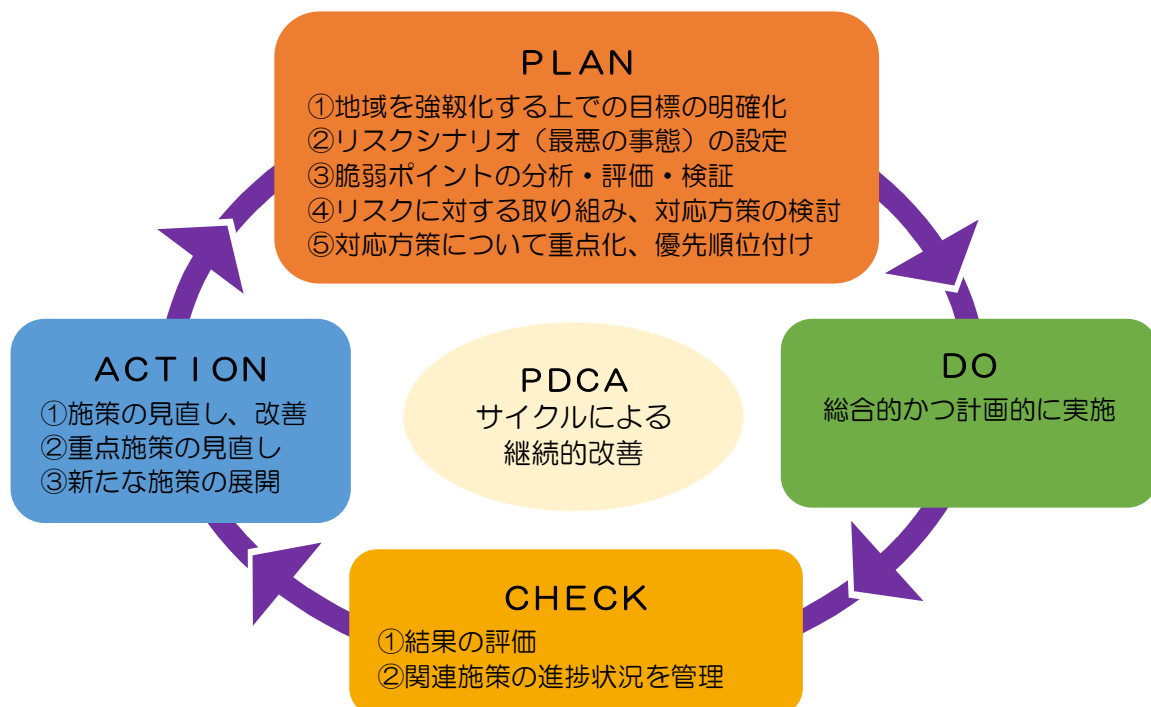 ＰＬＡＮ
①地域を強靱化する上での目標の明確化
②リスクシナリオ（最悪の事態）の設定
③脆弱ポイントの分析・評価・検証
④リスクに対する取り組み、対応方策の検討
⑤対応方策について重点化、優先順位付け
ＤＯ
総合的かつ計画的に実施
ＣＨＥＣＫ
①結果の評価
②関連施策の進捗状況を管理
ＡＣＴＩＯＮ
①施策の見直し、改善
②重点施策の見直し
③新たな施策の展開
ＰＤＣＡ
サイクルによる
継続的改善